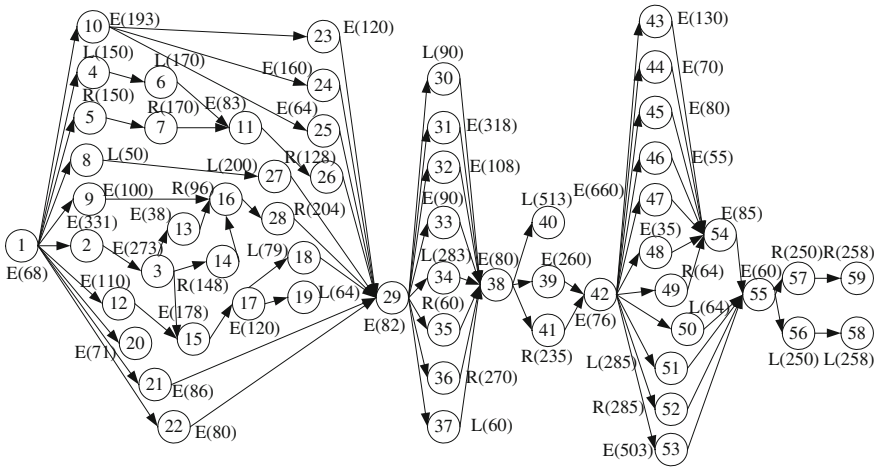 10 E(193) 23 E(120)
L(150)
4 L(170)
6 E(160) 24
R(150)
5 R(170) E(83) E(64)
7 11 25
8 L(50) L(200) R(128)
27 26
9 E(100) R(96) 16
E(331) E(38) 13 28 R(204)
1 2 E(273) 14 L(79) 18
E(68) 3 R(148)
E(110) E(178) 17 19 L(64)
12 15 E(120)
E(71) 20
21 E(86)
22 E(80)
29
E(82)
L(90)
30
31 E(318)
32 E(108)
E(90)
33
L(283)
34 E(80)
38
R(60)
35
36 R(270)
37 L(60)
L(513)
40
E(260)
39
41
R(235)
E(660)
42
E(76)
43 E(130)
44 E(70)
45 E(80)
46 E(55)
47 E(85)
54
E(35)
48
R(64)
49
L(64)
50
L(285) 51
R(285) 52
E(503) 53
E(60)
55
R(250) R(258)
57 59
56 58
L(250) L(258)